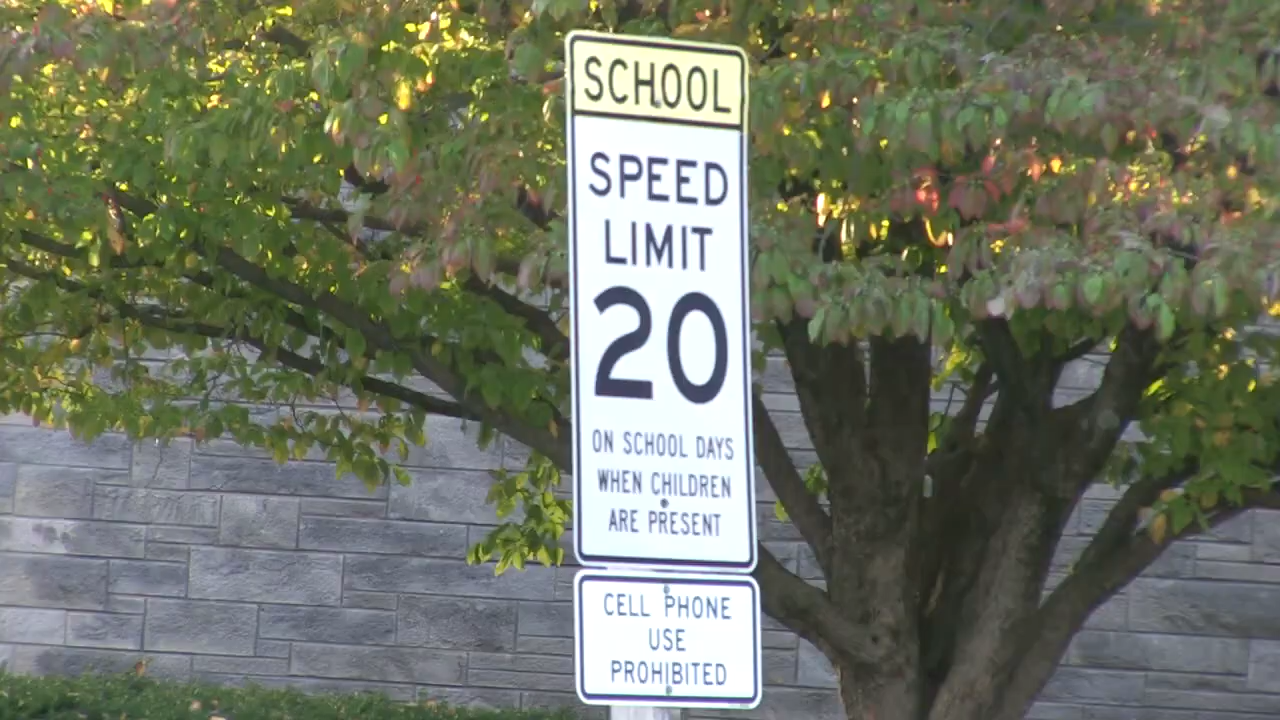 SCHOOL
SPEED
LIMIT
20
ON SCHOOL DAYS
WHEN CHILDREN
ARE PRESENT
CELL PHONE
USE
PROHIBITED